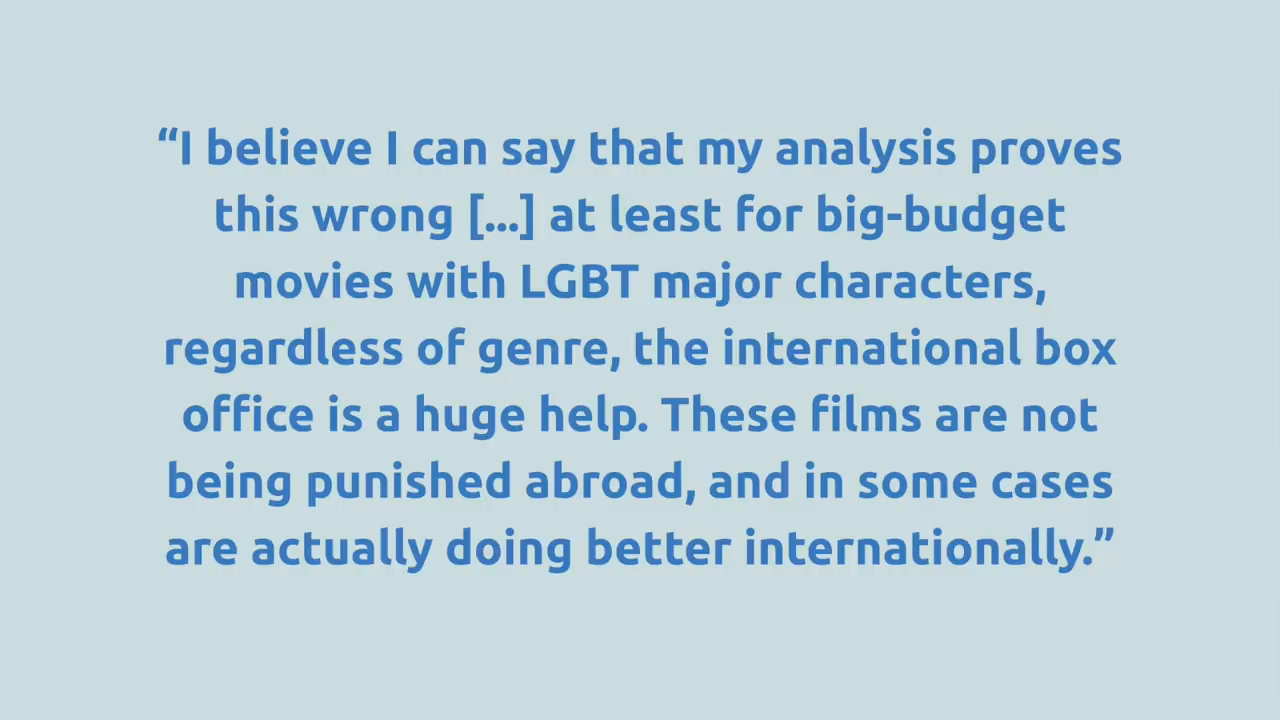 “I believe I can say that my analysis proves
this wrong [...] at least for big-budget
movies with LGBT major characters,
regardless of genre, the international box
office is a huge help. These films are not
being punished abroad, and in some cases
are actually doing better internationally.”